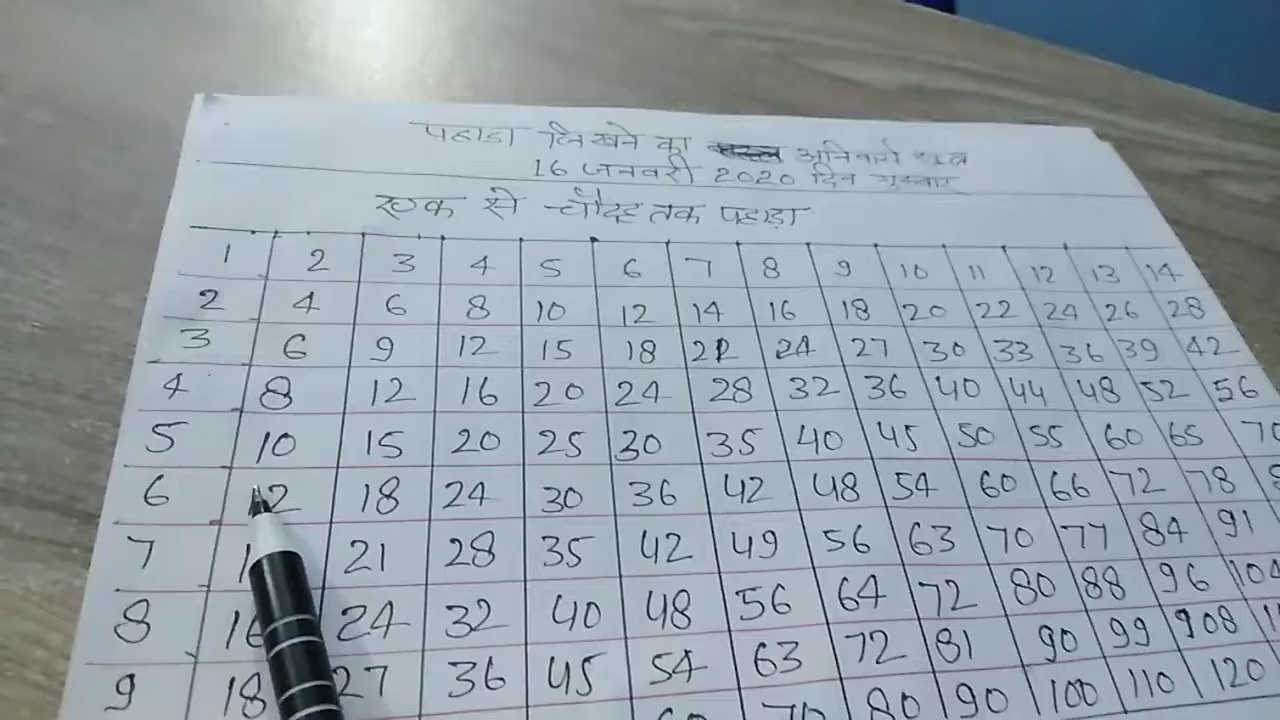 पहाडा लिखने का अनिवार्य सूत्र
16 जनवरी 2020 दिन गुरुवार
एक से चौदह तक पहाड़ा
1 2 3 4 5 6 7 8 9 10 11 12 13 14
2 4 6 8 10 12 14 16 18 20 22 24 26 28
3 6 9 12 15 18 21 24 27 30 33 36 39 42
4 8 12 16 20 24 28 32 36 40 44 48 52 56
5 10 15 20 25 30 35 40 45 50 55 60 65 70
6 12 18 24 30 36 42 48 54 60 66 72 78
7 21 28 35 42 49 56 63 70 77 84 91
8 16 24 32 40 48 56 64 72 80 88 96 104
9 18 27 36 45 54 63 72 81 90 99 908
80 90 100 110 120